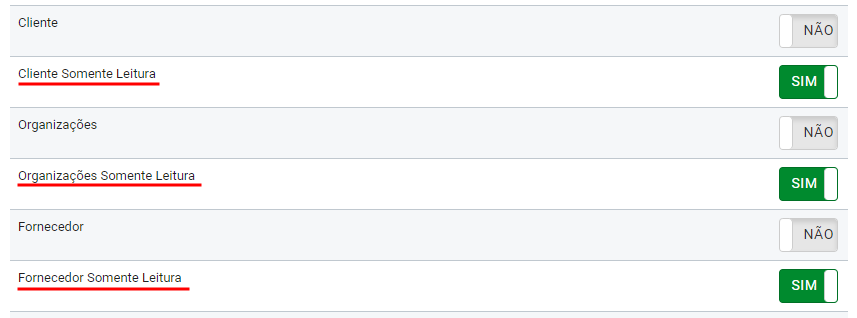 Cliente
NÃO
Cliente Somente Leitura
SIM
Organizações
NÃO
Organizações Somente Leitura
SIM
Fornecedor
NÃO
Fornecedor Somente Leitura
SIM